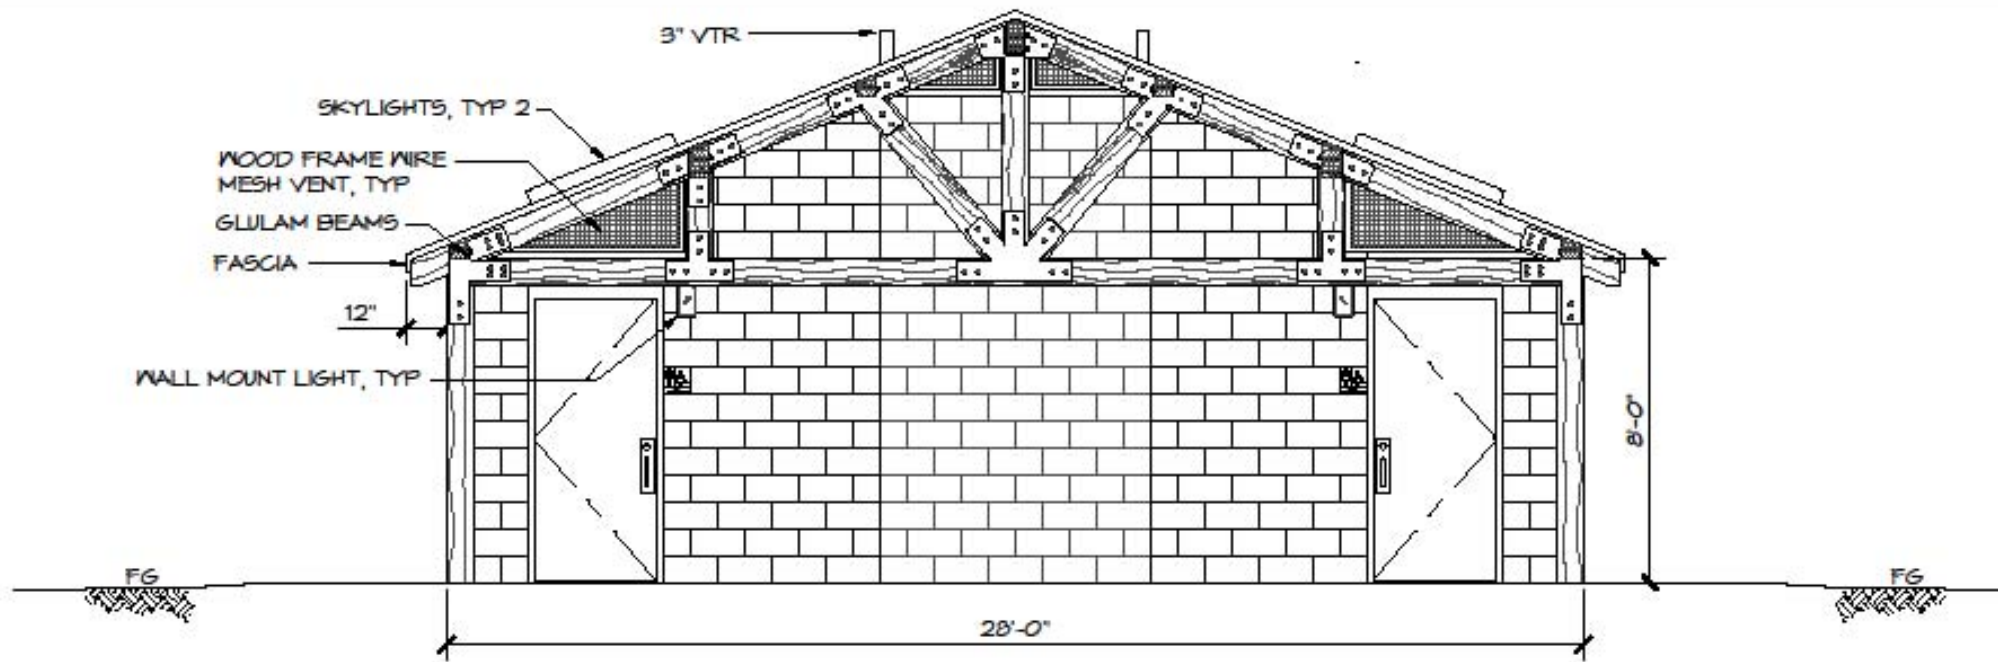 3" VTR
SKYLIGHTS, TYP 2
WOOD FRAME WIRE
MESH VENT, TYP
GLULAM BEAMS
FASCIA
12"
WALL MOUNT LIGHT, TYP
8'-0"
FG
FG
28'-0"